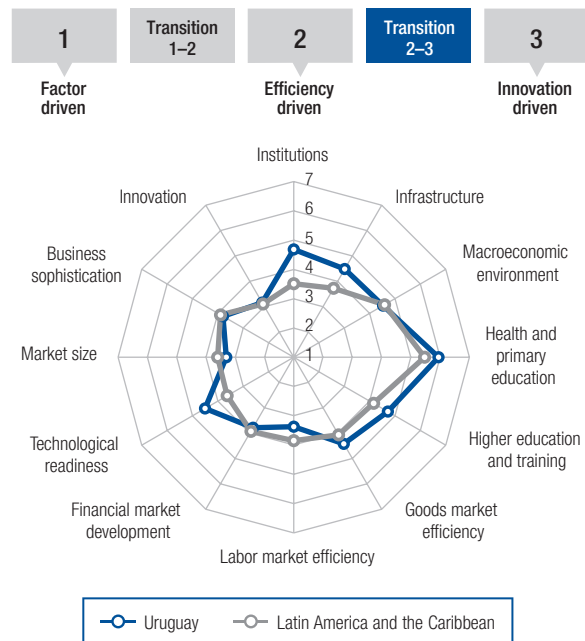 1
Transition
1–2
2
Transition
2–3
3
Factor
driven
Efficiency
driven
Innovation
driven
Institutions
7
Innovation
6
Infrastructure
Business
sophistication
5
Macroeconomic
environment
4
3
Market size
2
1
Health and
primary
education
Technological
readiness
Higher education
and training
Financial market
development
Goods market
efficiency
Labor market efficiency
Uruguay
Latin America and the Caribbean